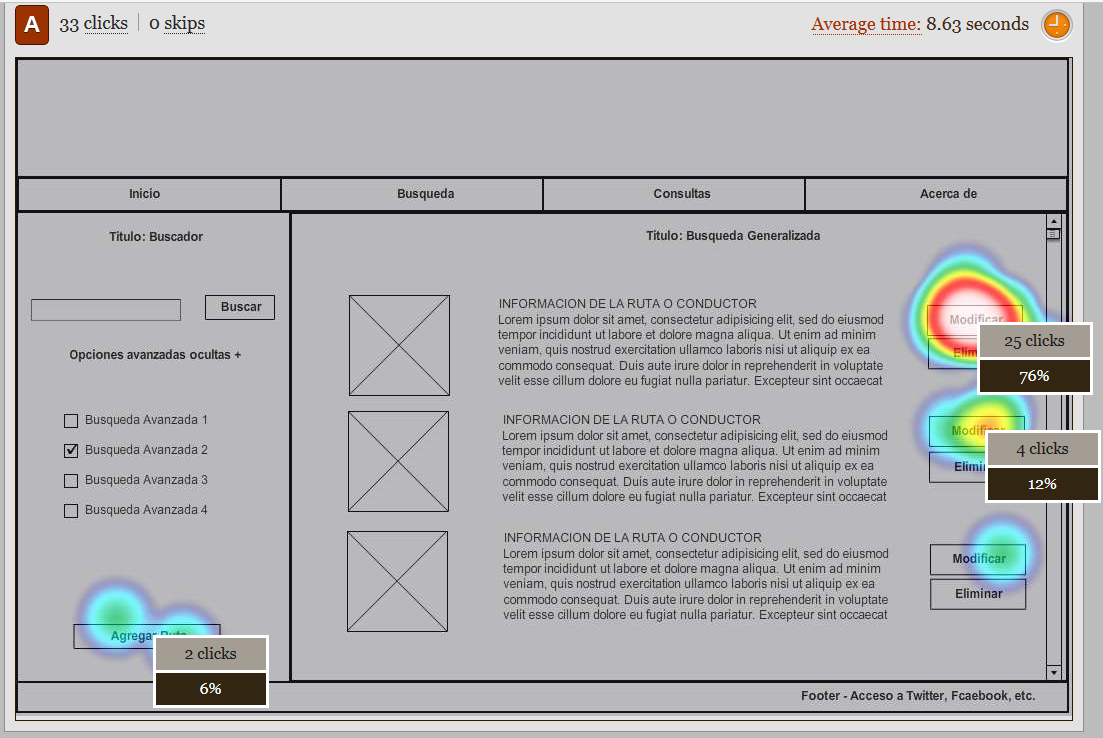 A 33 clicks 0 skips Average time: 8.63 seconds
Inicio Busqueda Consultas Acerca de
Titulo: Buscador
Buscar
Opciones avanzadas ocultas +
Busqueda Avanzada 1
Busqueda Avanzada 2
Busqueda Avanzada 3
Busqueda Avanzada 4
Agregar Ruta
2 clicks
6%
Titulo: Busqueda Generalizada
INFORMACION DE LA RUTA O CONDUCTOR
Lorem ipsum dolor sit amet, consectetur adipisicing elit, sed do eiusmod
tempor incididunt ut labore et dolore magna aliqua. Ut enim ad minim
veniam, quis nostrud exercitation ullamco laboris nisi ut aliquip ex ea
commodo consequat. Duis aute irure dolor in reprehenderit in voluptate
velit esse cillum dolore eu fugiat nulla pariatur. Excepteur sint occaecat
Modificar
Elim
25 clicks
76%
INFORMACION DE LA RUTA O CONDUCTOR
Lorem ipsum dolor sit amet, consectetur adipisicing elit, sed do eiusmod
tempor incididunt ut labore et dolore magna aliqua. Ut enim ad minim
veniam, quis nostrud exercitation ullamco laboris nisi ut aliquip ex ea
commodo consequat. Duis aute irure dolor in reprehenderit in voluptate
velit esse cillum dolore eu fugiat nulla pariatur. Excepteur sint occaecat
Modificar
Elimi
4 clicks
12%
INFORMACION DE LA RUTA O CONDUCTOR
Lorem ipsum dolor sit amet, consectetur adipisicing elit, sed do eiusmod
tempor incididunt ut labore et dolore magna aliqua. Ut enim ad minim
veniam, quis nostrud exercitation ullamco laboris nisi ut aliquip ex ea
commodo consequat. Duis aute irure dolor in reprehenderit in voluptate
velit esse cillum dolore eu fugiat nulla pariatur. Excepteur sint occaecat
Modificar
Eliminar
Footer - Acceso a Twitter, Fcaebook, etc.